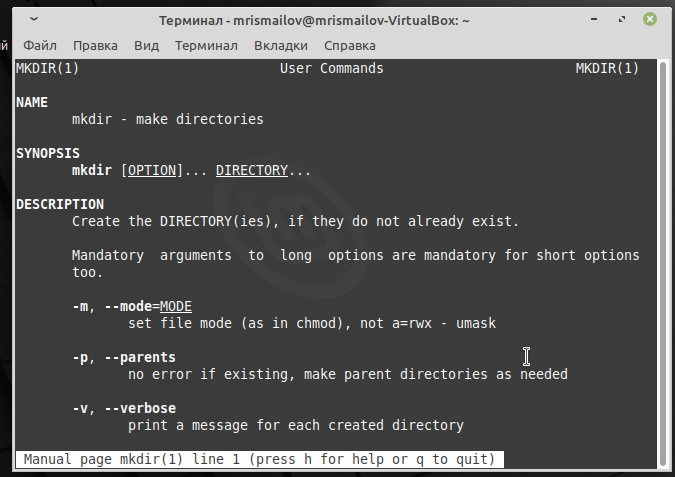 Терминал - mrismailov@mrismailov-VirtualBox: ~
Файл Правка Вид Терминал Вкладки Справка
MKDIR(1) User Commands MKDIR(1)
NAME
mkdir - make directories
SYNOPSIS
mkdir [OPTION]... DIRECTORY...
DESCRIPTION
Create the DIRECTORY(ies), if they do not already exist.
Mandatory arguments to long options are mandatory for short options
too.
-m, --mode=MODE
set file mode (as in chmod), not a=rwx - umask
-p, --parents
no error if existing, make parent directories as needed
-v, --verbose
print a message for each created directory
Manual page mkdir(1) line 1 (press h for help or q to quit)